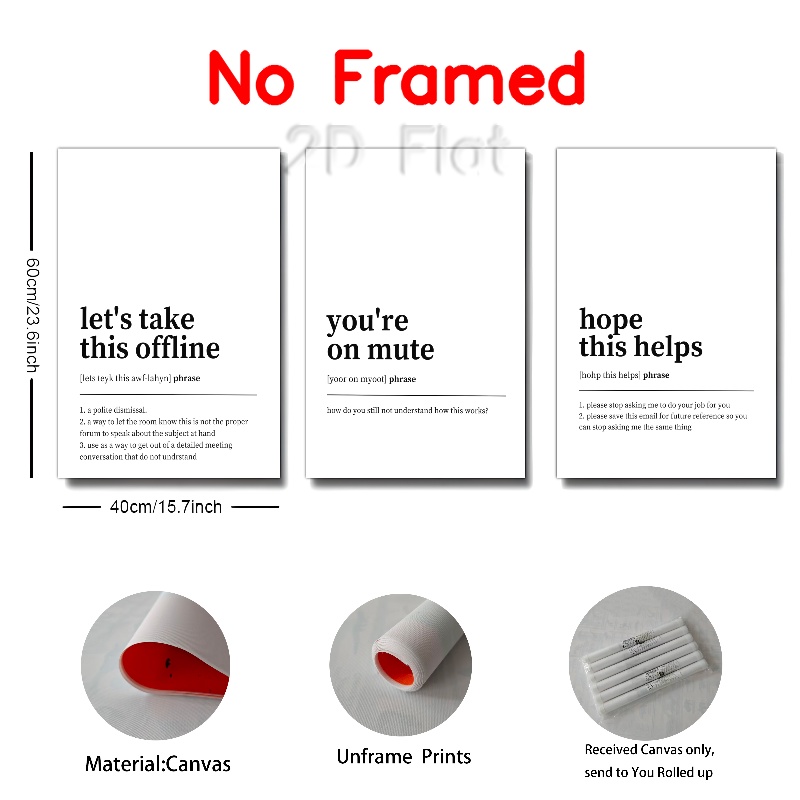 No Framed
2D Flat
60cm/23.6inch
let's take
this offline
[lets teyk this awf-lahyn] phrase
1. a polite dismissal.
2. a way to let the room know this is not the proper
forum to speak about the subject at hand
3. use as a way to get out of a detailed meeting
conversation that do not undrstand
you're
on mute
[yoor on myoot] phrase
how do you still not understand how this works?
hope
this helps
[hohp this helps] phrase
1. please stop asking me to do your job for you
2. please save this email for future reference so you
can stop asking me the same thing
40cm/15.7inch
Material:Canvas
Unframe Prints
Received Canvas only,
send to You Rolled up